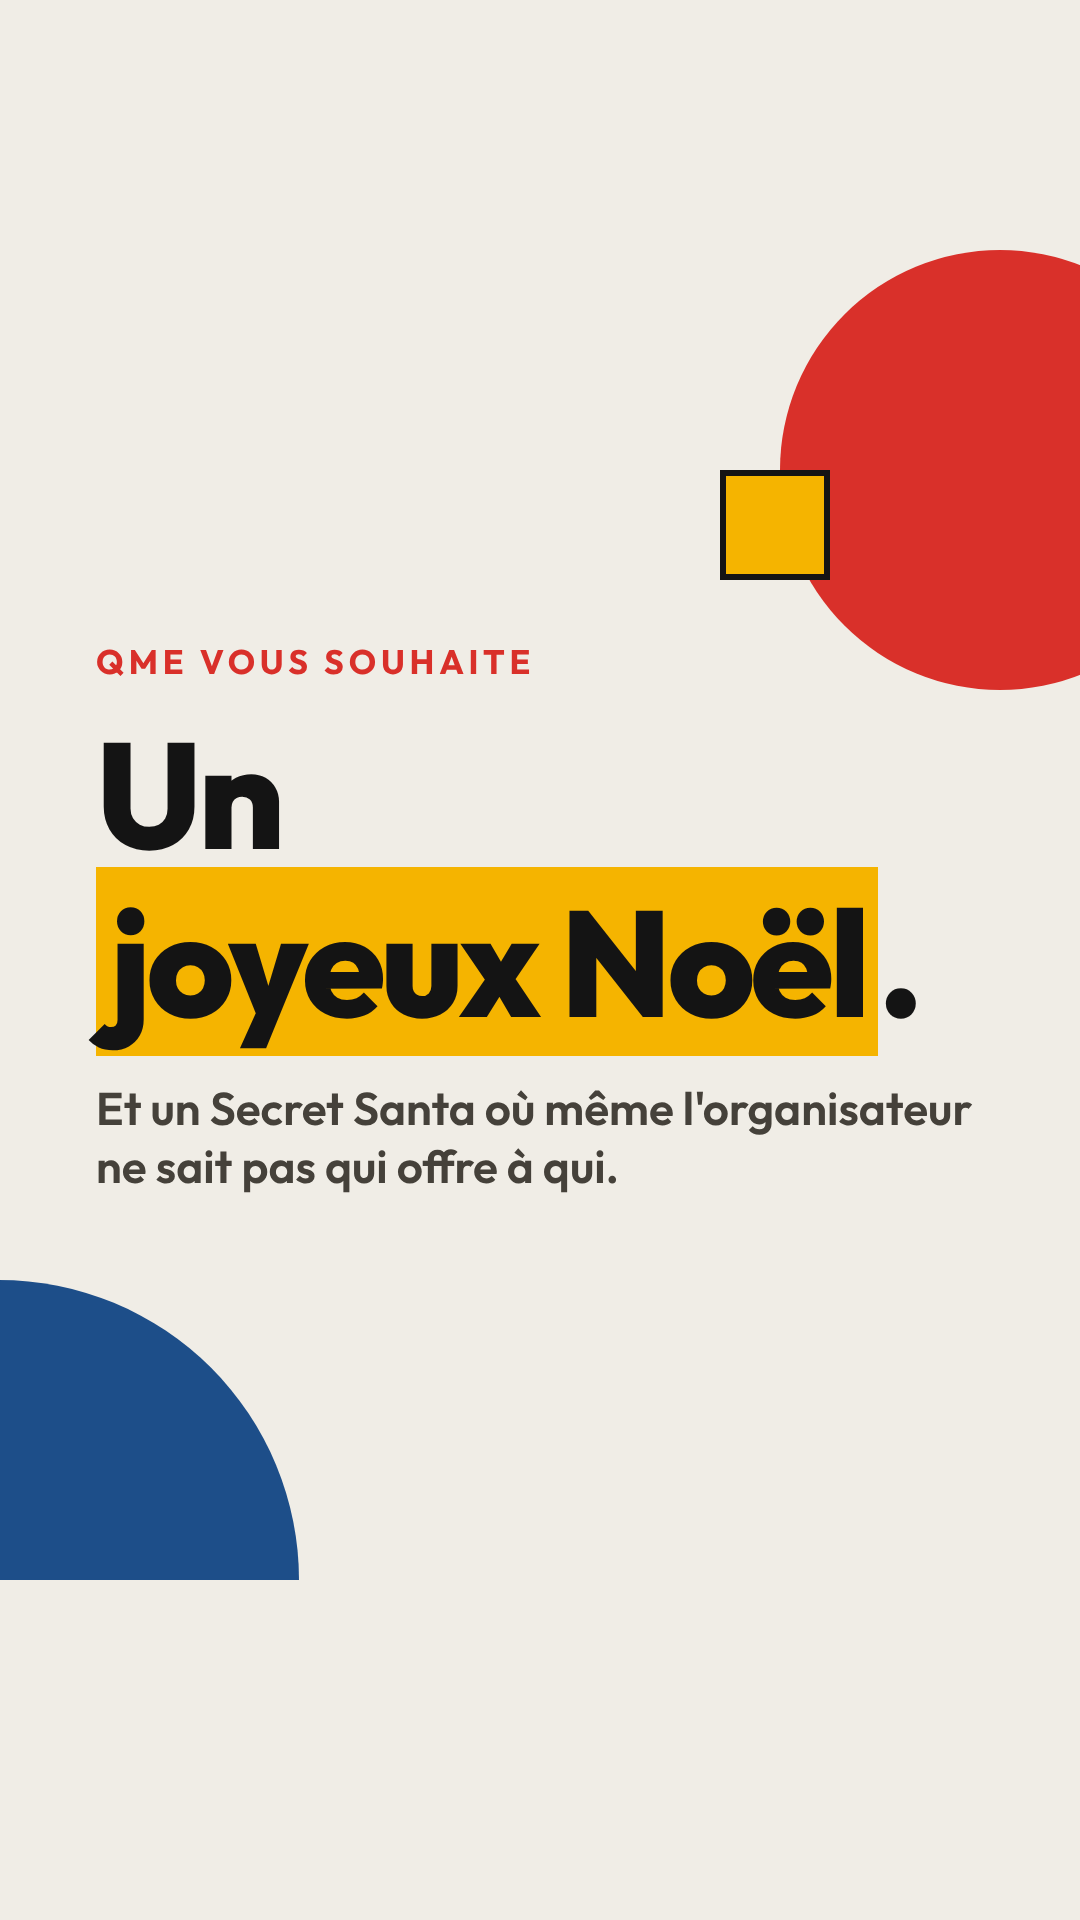 QME VOUS SOUHAITE
Un
joyeux Noël.
Et un Secret Santa où même l'organisateur
ne sait pas qui offre à qui.